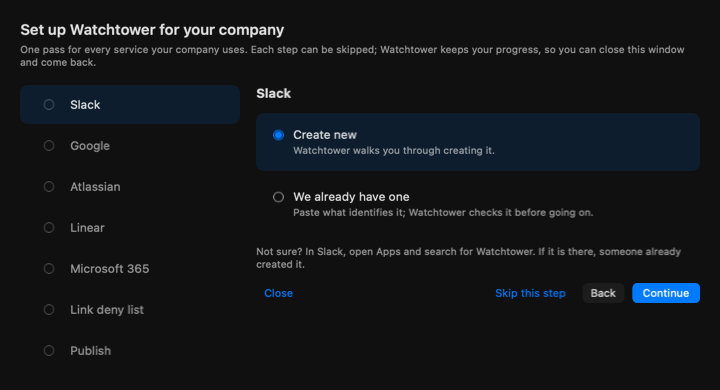 Set up Watchtower for your company
One pass for every service your company uses. Each step can be skipped; Watchtower keeps your progress, so you can close this window
and come back.
Slack
Google
Atlassian
Linear
Microsoft 365
Link deny list
Publish
Slack
Create new
Watchtower walks you through creating it.
We already have one
Paste what identifies it; Watchtower checks it before going on.
Not sure? In Slack, open Apps and search for Watchtower. If it is there, someone already
created it.
Close
Skip this step
Back
Continue